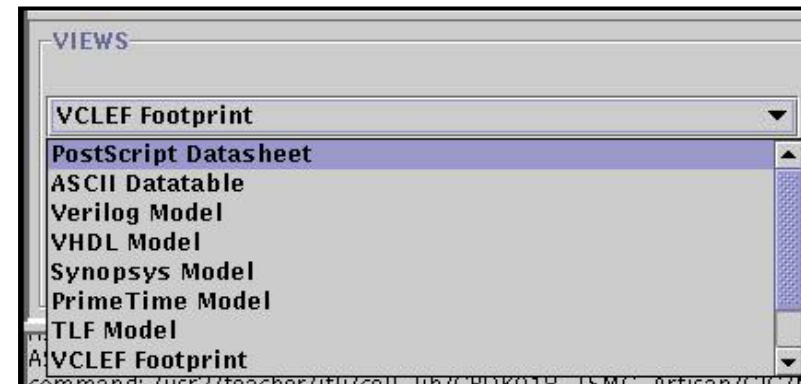 VIEWS
VCLEF Footprint
PostScript Datasheet
ASCII Datatable
Verilog Model
VHDL Model
Synopsys Model
PrimeTime Model
TLF Model
VCLEF Footprint